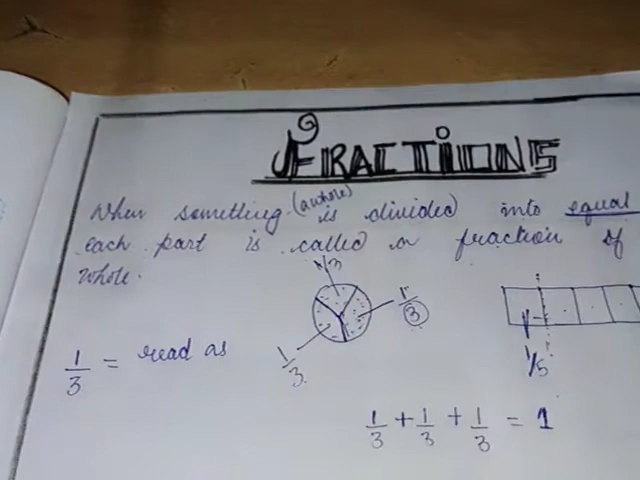 FRACTIONS
When something (a whole) is divided into equal
each part is called a fraction of
whole.
1/3
1/3
1/3 = read as
1/3
1/5
1/3 + 1/3 + 1/3 = 1